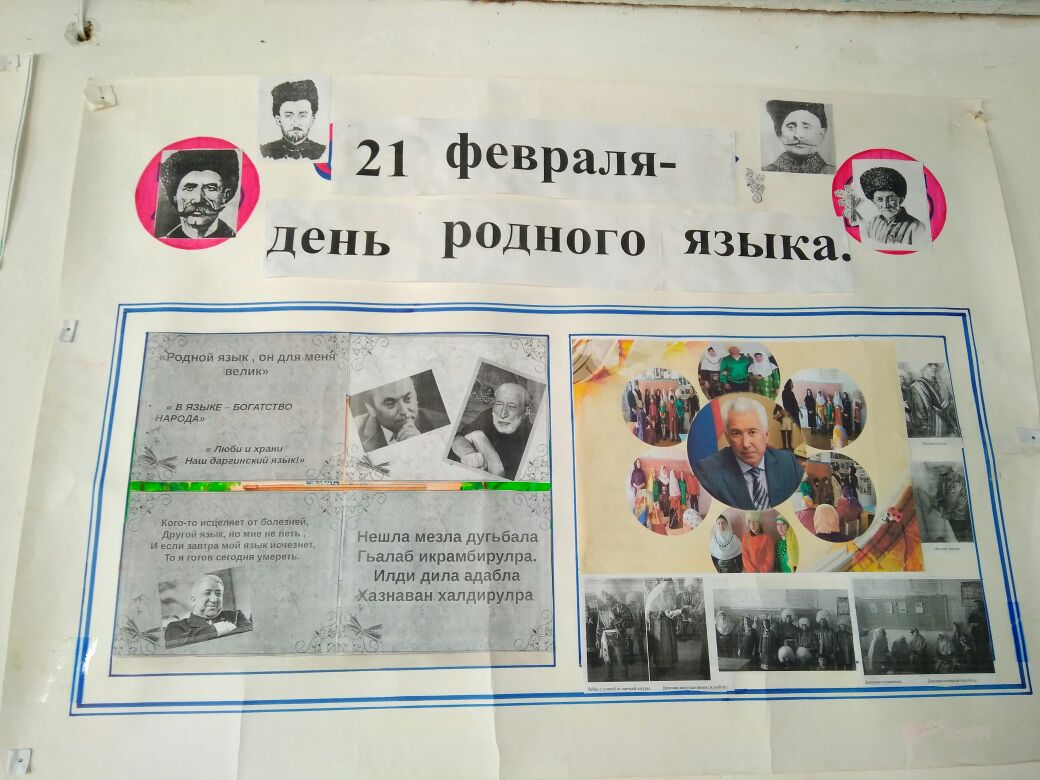 21 февраля-
день родного языка.
«Родной язык , он для меня
велик»
« В ЯЗЫКЕ – БОГАТСТВО
НАРОДА»
« Люби и храни
Наш даргинский язык!»
Кого-то исцеляет от болезней,
Другой язык, но мне не петь ,
И если завтра мой язык исчезнет,
То я готов сегодня умереть.
Нешла мезла дугьбала
Гьалаб икрамбирулра.
Илди дила адабла
Хазнаван халдирулра